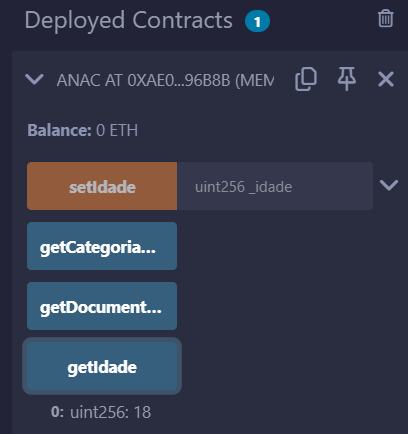 Deployed Contracts 1
ANAC AT 0XAE0...96B8B (MEM
Balance: 0 ETH
setIdade uint256 _idade
getCategoria...
getDocument...
getIdade
0: uint256: 18